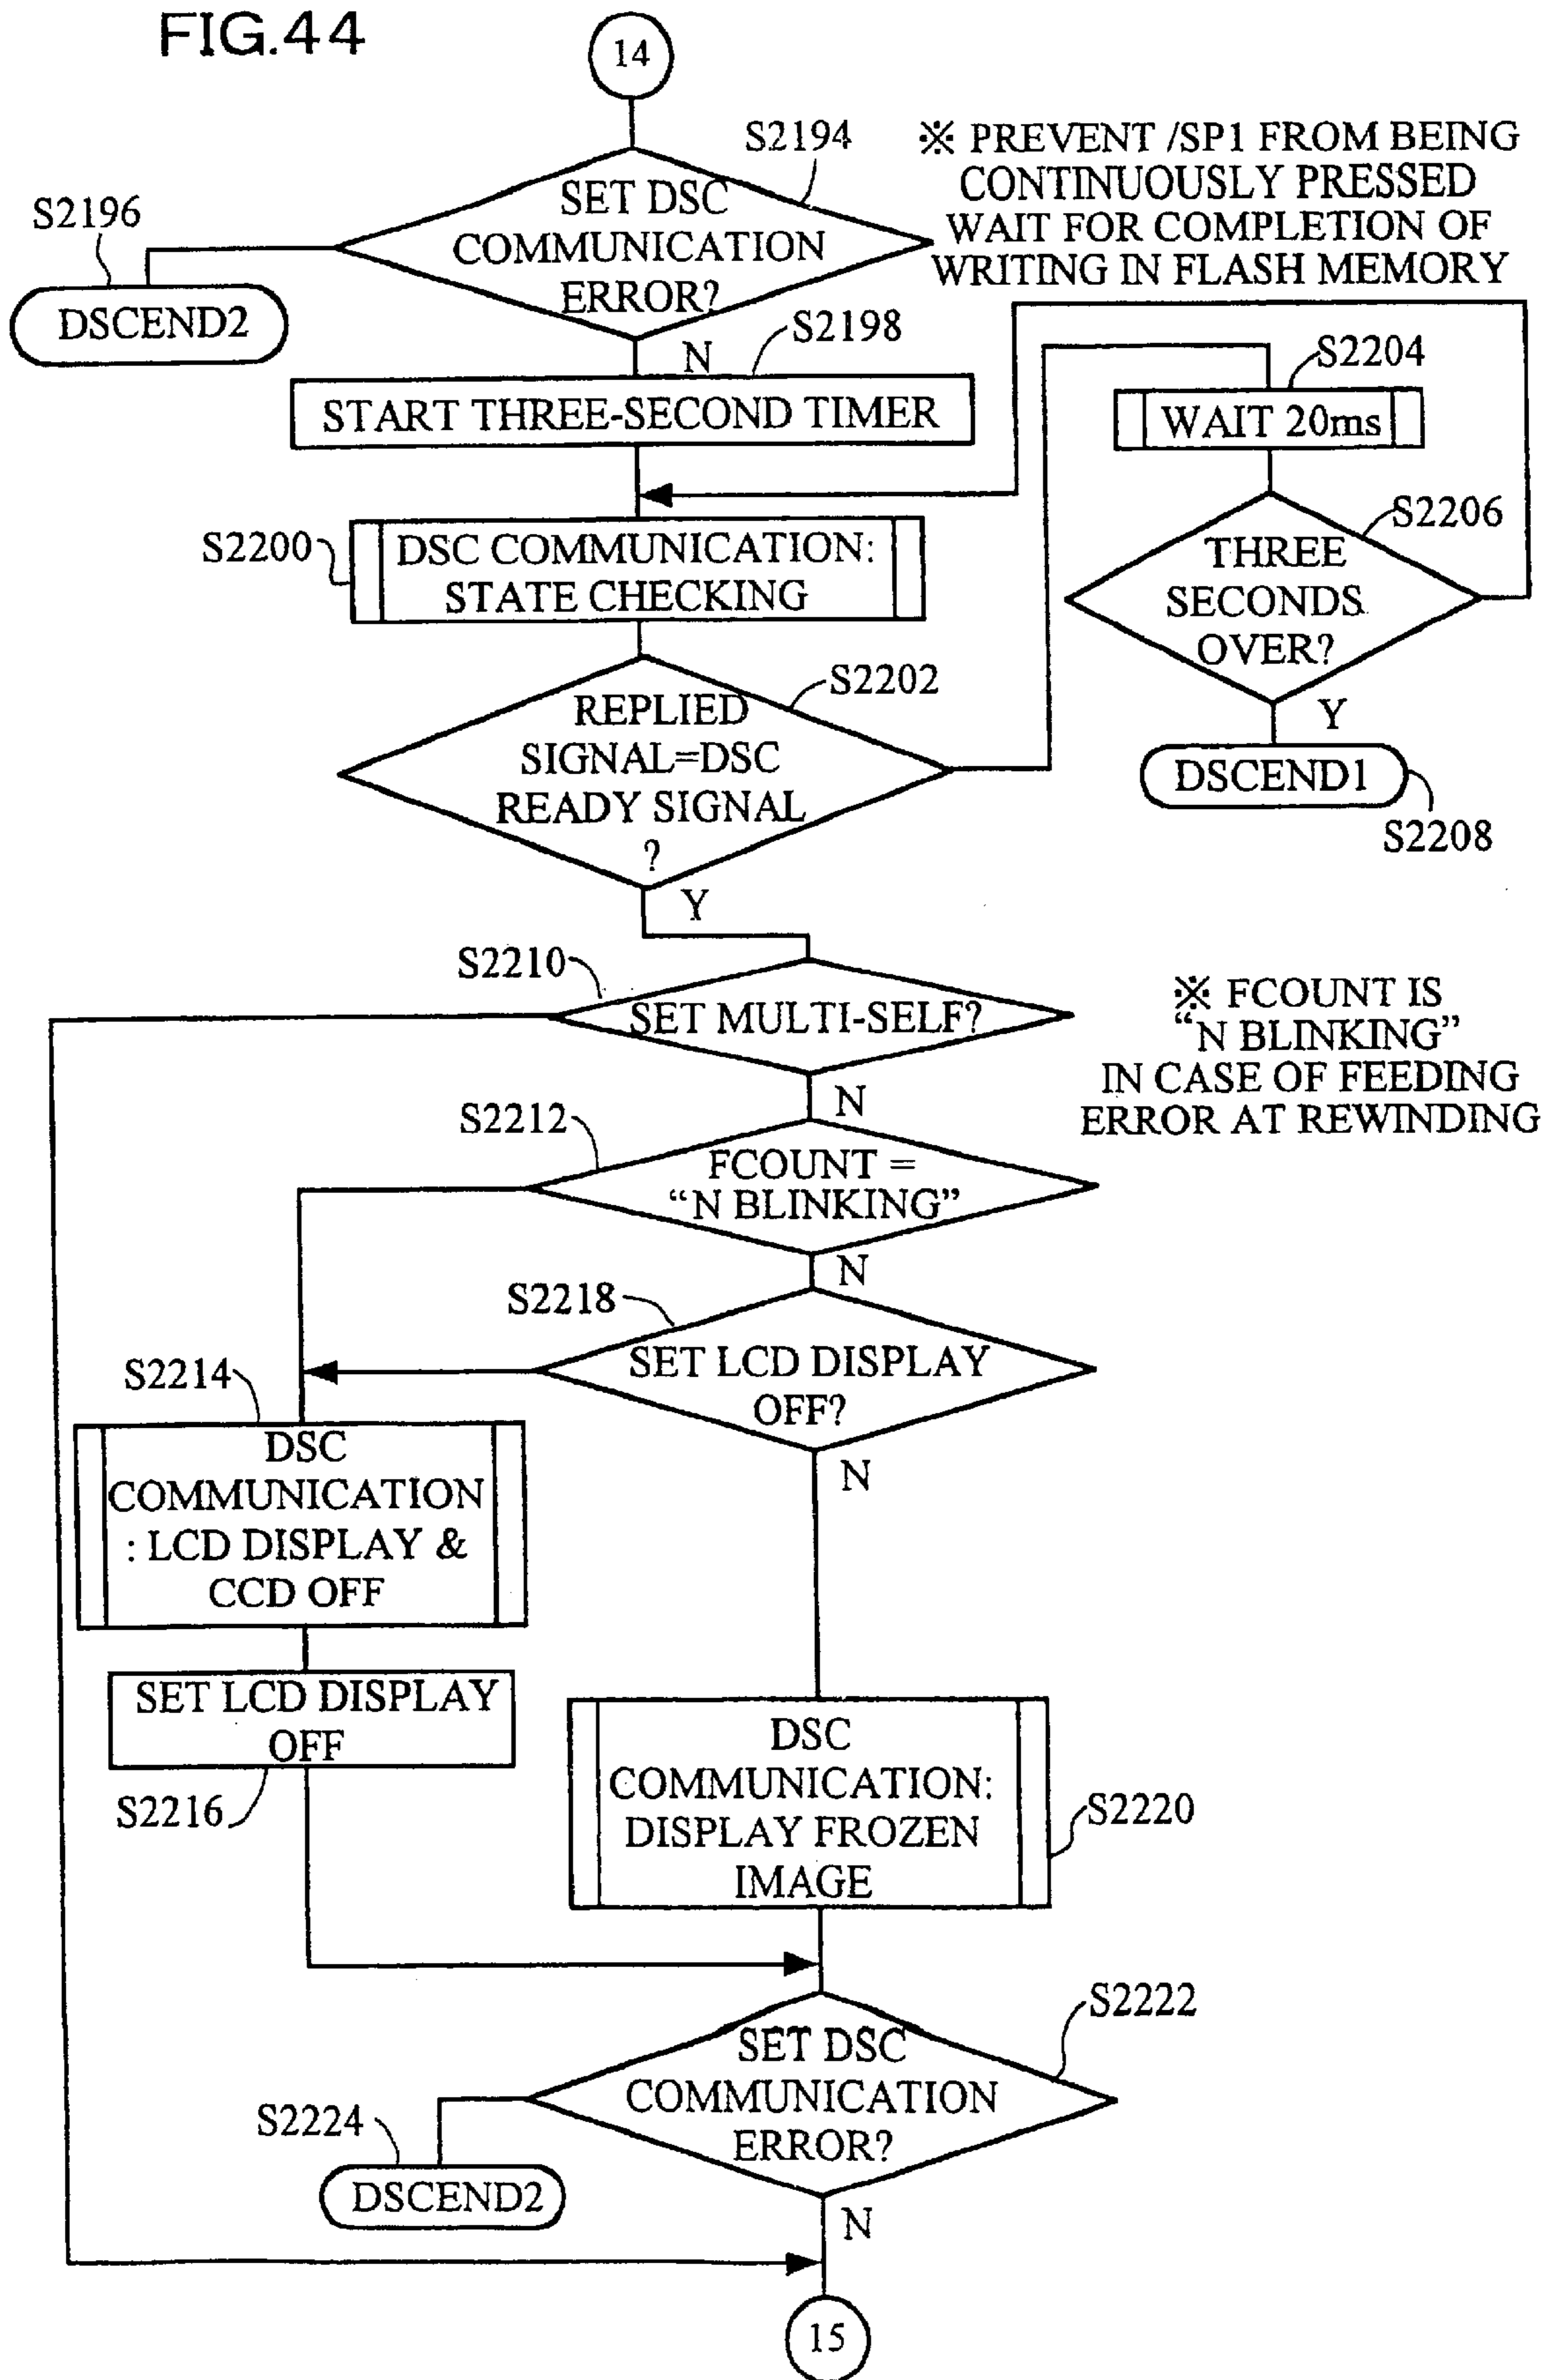 FIG.44
14
S2194
※ PREVENT /SP1 FROM BEING
CONTINUOUSLY PRESSED
WAIT FOR COMPLETION OF
WRITING IN FLASH MEMORY
SET DSC
COMMUNICATION
ERROR?
S2196
DSCEND2
N
S2198
START THREE-SECOND TIMER
S2204
WAIT 20ms
S2200
DSC COMMUNICATION:
STATE CHECKING
S2206
THREE
SECONDS
OVER?
Y
DSCEND1
S2208
S2202
REPLIED
SIGNAL=DSC
READY SIGNAL
?
Y
S2210
SET MULTI-SELF?
※ FCOUNT IS
“N BLINKING”
IN CASE OF FEEDING
ERROR AT REWINDING
N
S2212
FCOUNT =
“N BLINKING”
N
S2218
SET LCD DISPLAY
OFF?
N
S2214
DSC
COMMUNICATION
: LCD DISPLAY &
CCD OFF
SET LCD DISPLAY
OFF
S2216
DSC
COMMUNICATION:
DISPLAY FROZEN
IMAGE
S2220
S2222
SET DSC
COMMUNICATION
ERROR?
S2224
DSCEND2
N
15